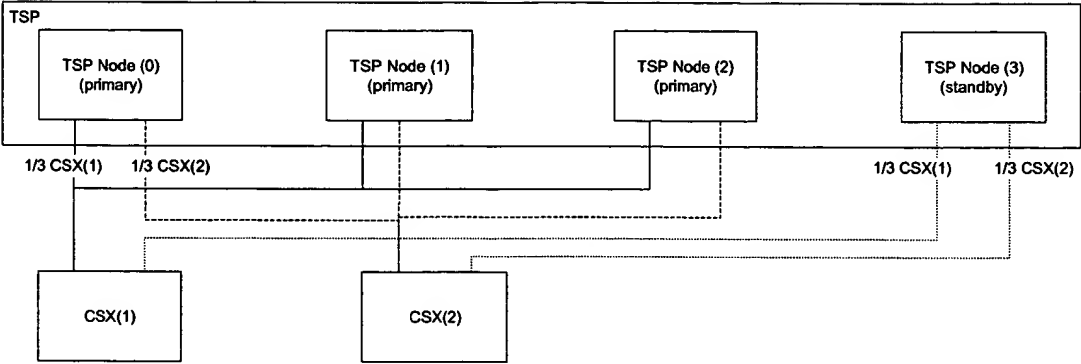 TSP
TSP Node (0)
(primary)
TSP Node (1)
(primary)
TSP Node (2)
(primary)
TSP Node (3)
(standby)
1/3 CSX(1)
1/3 CSX(2)
1/3 CSX(1)
1/3 CSX(2)
CSX(1)
CSX(2)